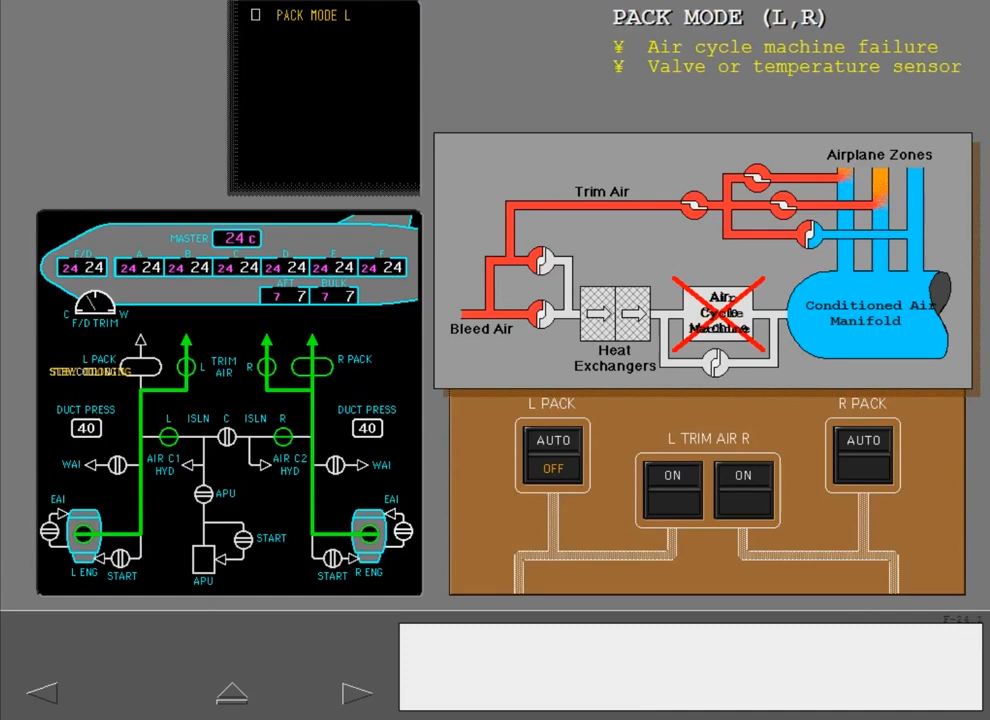 PACK MODE L
PACK MODE (L,R)
¥ Air cycle machine failure
¥ Valve or temperature sensor
Airplane Zones
Trim Air
Bleed Air
Heat
Exchangers
Air
Cycle
Machine
Conditioned Air
Manifold
MASTER 24 C
F/D A B C D E F
24 24 24 24 24 24 24 24 24 24 24 24 24 24
AFT BULK
7 7 7 7
C W
F/D TRIM
L PACK
L TRIM AIR R
R PACK
DUCT PRESS
40
DUCT PRESS
40
L ISLN C ISLN R
WAI
AIR C1
HYD
AIR C2
HYD
WAI
EAI
APU
EAI
START
L ENG START
APU
START R ENG
L PACK
AUTO
OFF
L TRIM AIR R
ON
ON
R PACK
AUTO